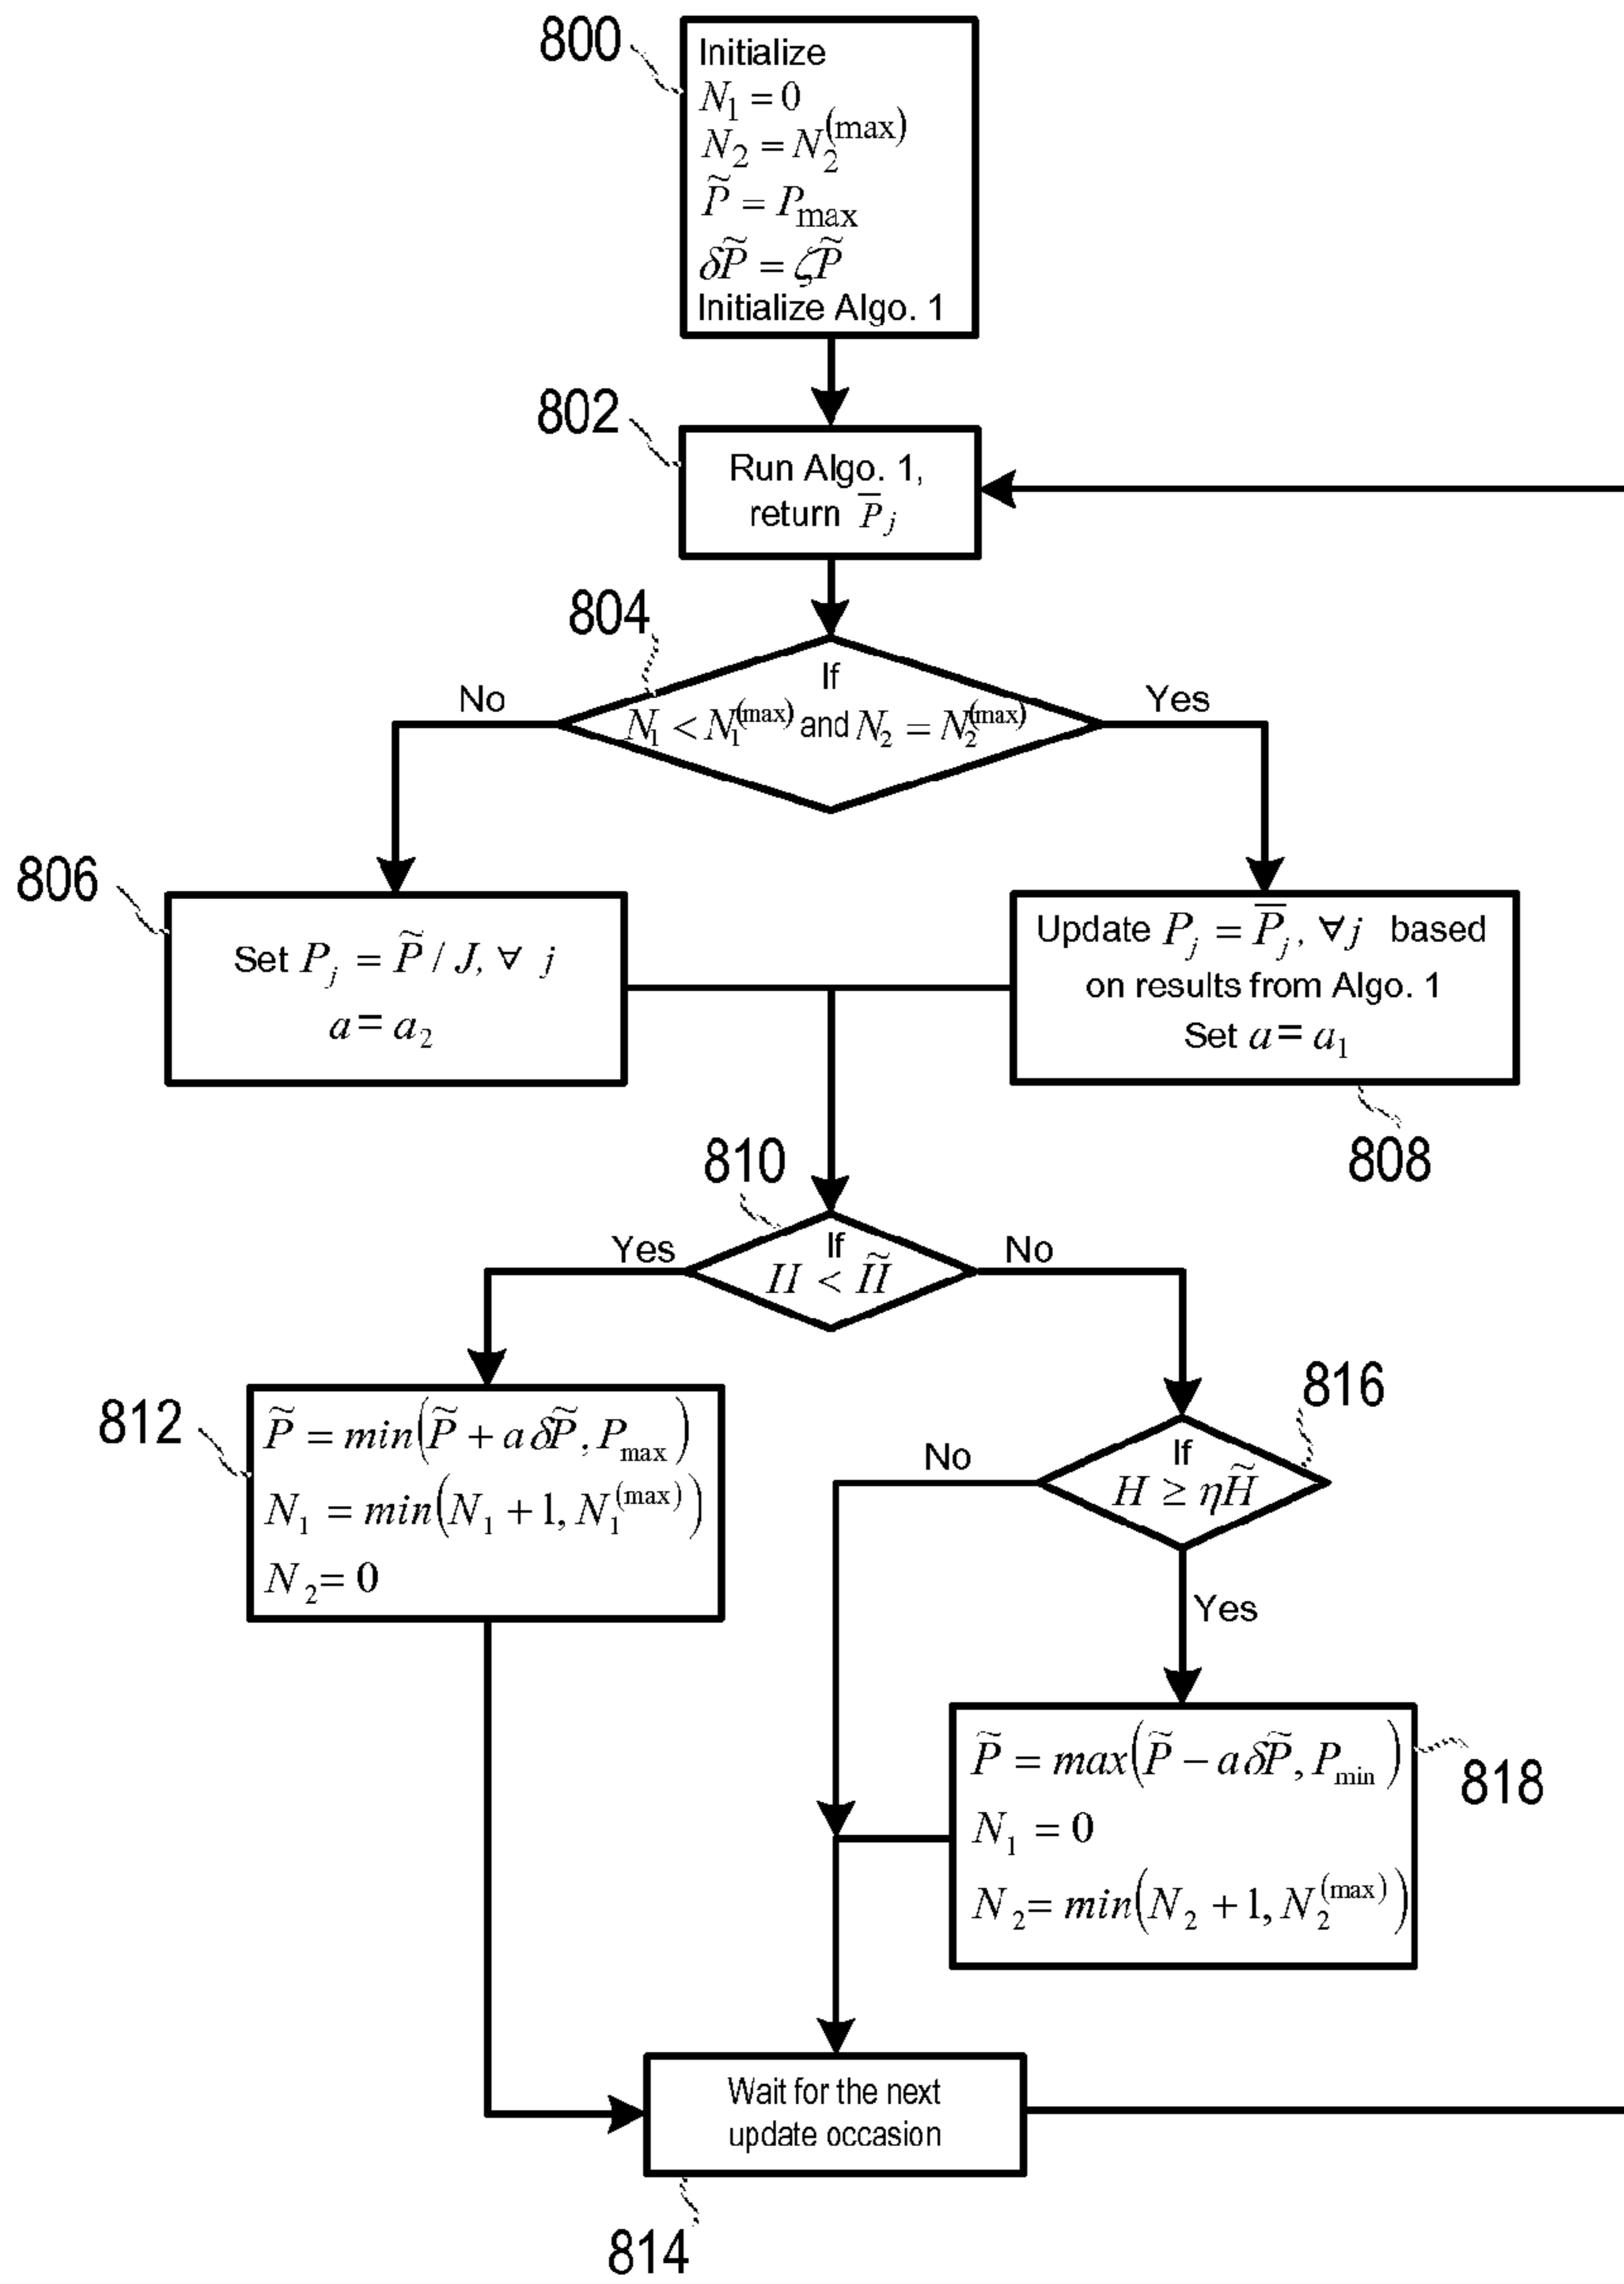 800
Initialize
N₁ = 0
N₂ = N₂⁽ᵐᵃˣ⁾
P̃ = P_max
δP̃ = ζP̃
Initialize Algo. 1
802
Run Algo. 1,
return P̅_j
804
If
N₁ < N₁⁽ᵐᵃˣ⁾ and N₂ = N₂⁽ᵐᵃˣ⁾
No
Yes
806
Set P_j = P̃ / J, ∀ j
a = a₂
Update P_j = P̅_j, ∀j based
on results from Algo. 1
Set a = a₁
808
810
If
H < H̃
Yes
No
812
P̃ = min(P̃ + aδP̃, P_max)
N₁ = min(N₁ + 1, N₁⁽ᵐᵃˣ⁾)
N₂ = 0
816
If
H ≥ ηH̃
No
Yes
P̃ = max(P̃ − aδP̃, P_min)
N₁ = 0
N₂ = min(N₂ + 1, N₂⁽ᵐᵃˣ⁾)
818
Wait for the next
update occasion
814